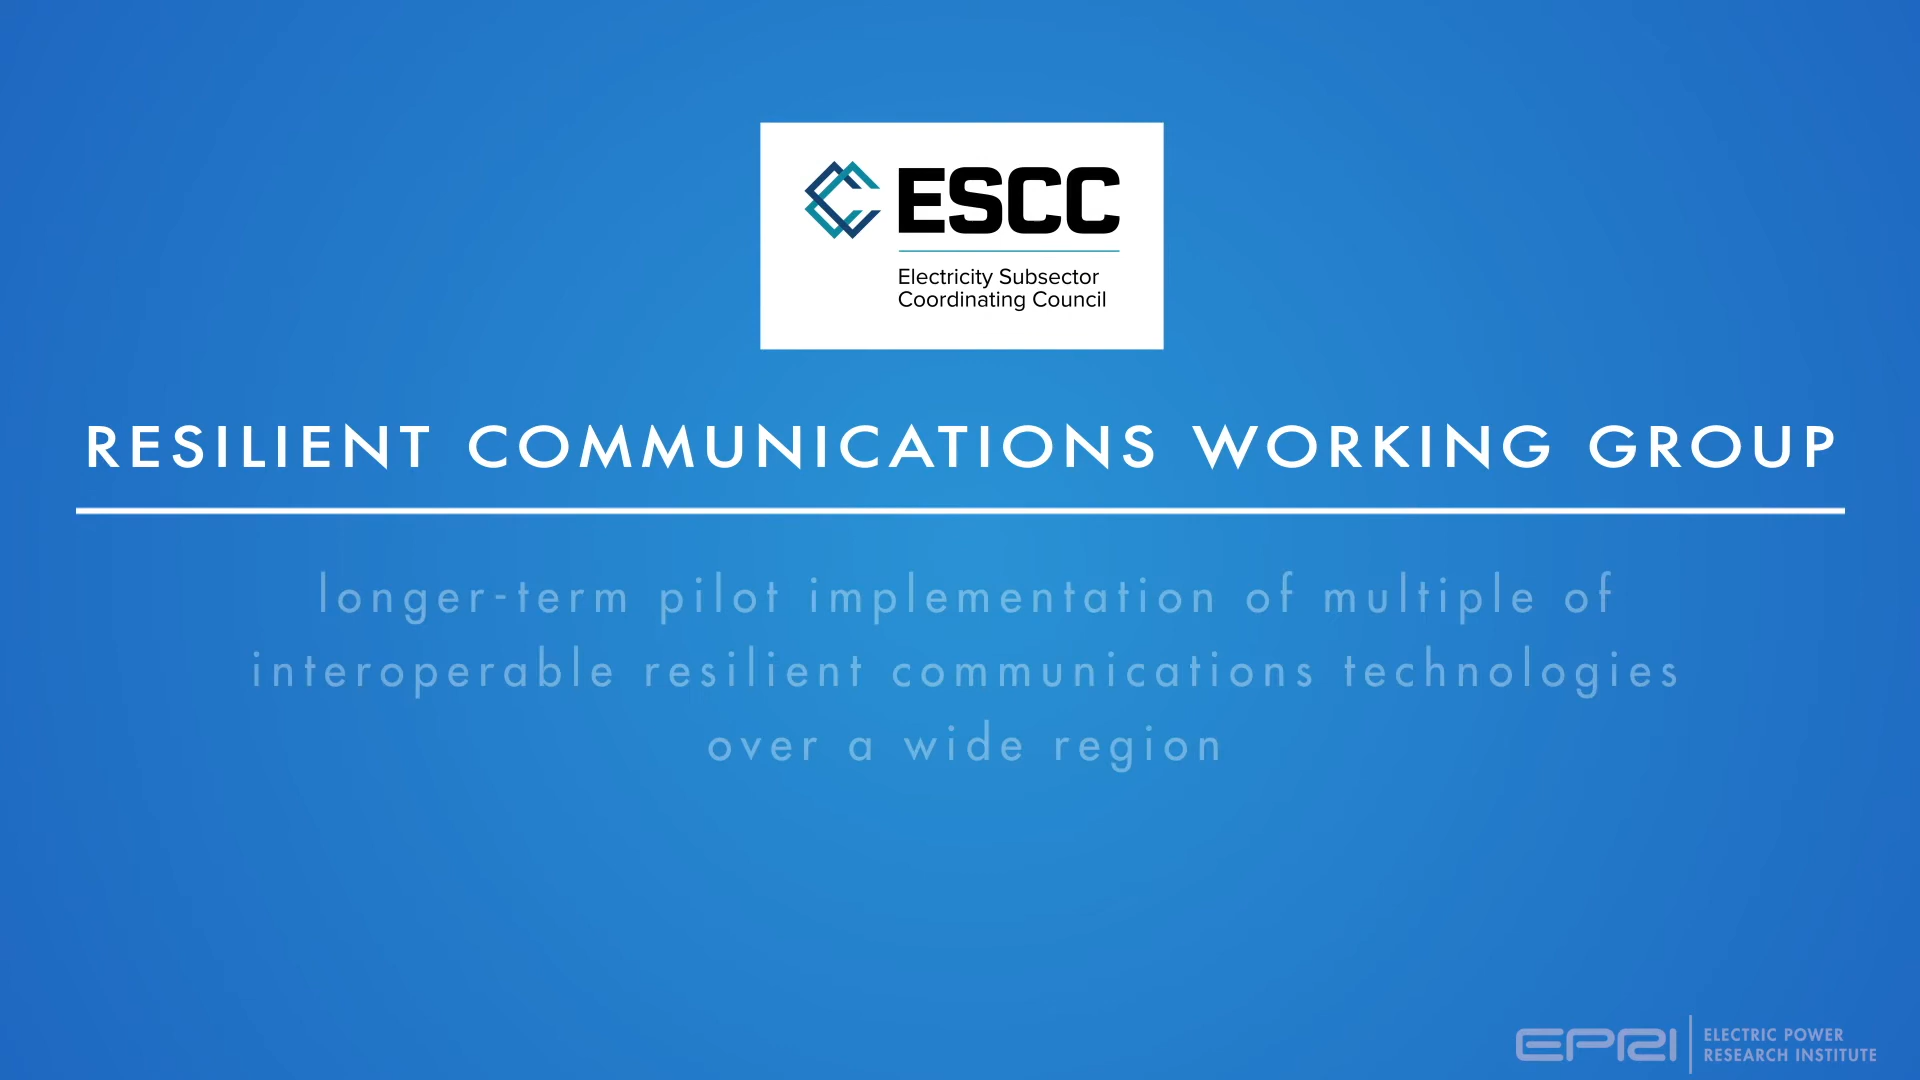 ESCC
Electricity Subsector
Coordinating Council
RESILIENT COMMUNICATIONS WORKING GROUP
longer-term pilot implementation of multiple of
interoperable resilient communications technologies
over a wide region
EPRI
ELECTRIC POWER
RESEARCH INSTITUTE